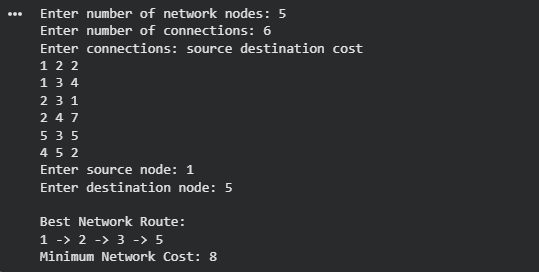 Enter number of network nodes: 5
Enter number of connections: 6
Enter connections: source destination cost
1 2 2
1 3 4
2 3 1
2 4 7
5 3 5
4 5 2
Enter source node: 1
Enter destination node: 5
Best Network Route:
1 -> 2 -> 3 -> 5
Minimum Network Cost: 8